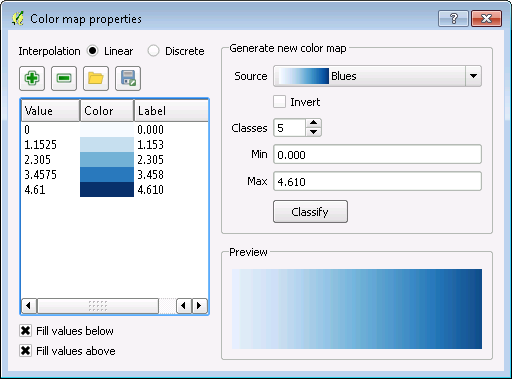 Color map properties
Interpolation Linear Discrete
Value Color Label
0 0.000
1.1525 1.153
2.305 2.305
3.4575 3.458
4.61 4.610
Fill values below
Fill values above
Generate new color map
Source Blues
Invert
Classes 5
Min 0.000
Max 4.610
Classify
Preview